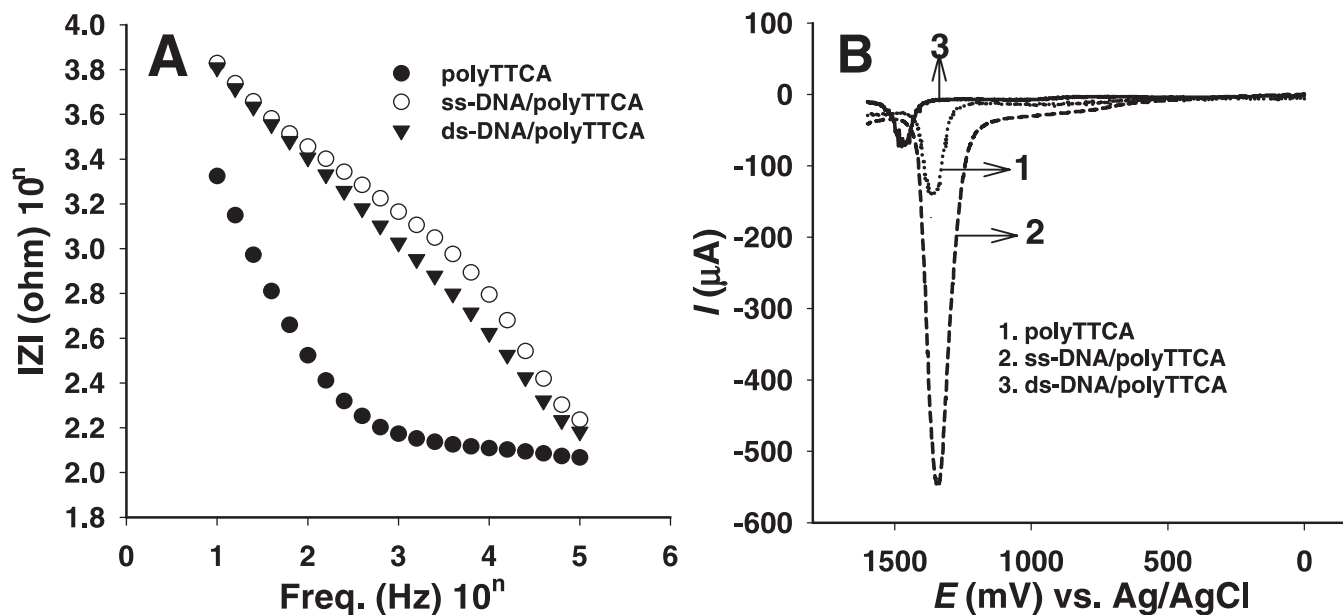 A
polyTTCA
ss-DNA/polyTTCA
ds-DNA/polyTTCA
4.0
3.8
3.6
3.4
3.2
3.0
2.8
2.6
2.4
2.2
2.0
1.8
IZI (ohm) 10ⁿ
0 1 2 3 4 5 6
Freq. (Hz) 10ⁿ
B
100
0
-100
-200
-300
-400
-500
-600
I (μA)
3
1
2
1. polyTTCA
2. ss-DNA/polyTTCA
3. ds-DNA/polyTTCA
1500 1000 500 0
E (mV) vs. Ag/AgCl